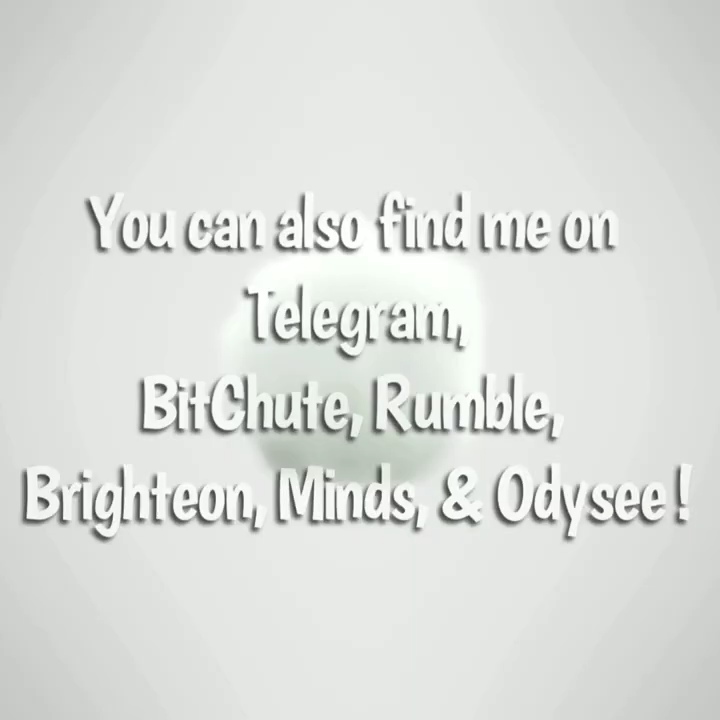 You can also find me on
Telegram,
BitChute, Rumble,
Brighteon, Minds, & Odysee!